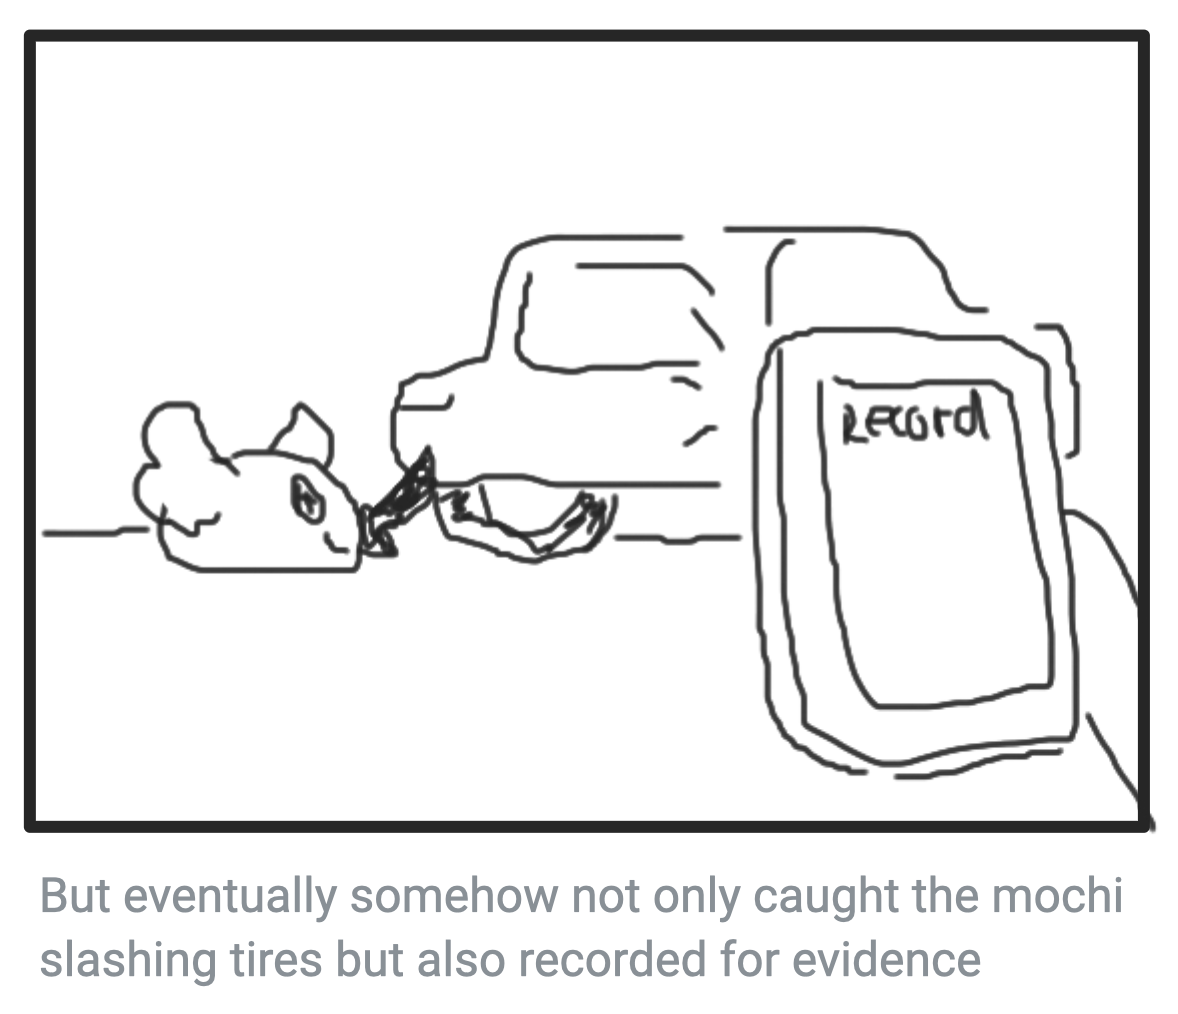 Record
But eventually somehow not only caught the mochi
slashing tires but also recorded for evidence